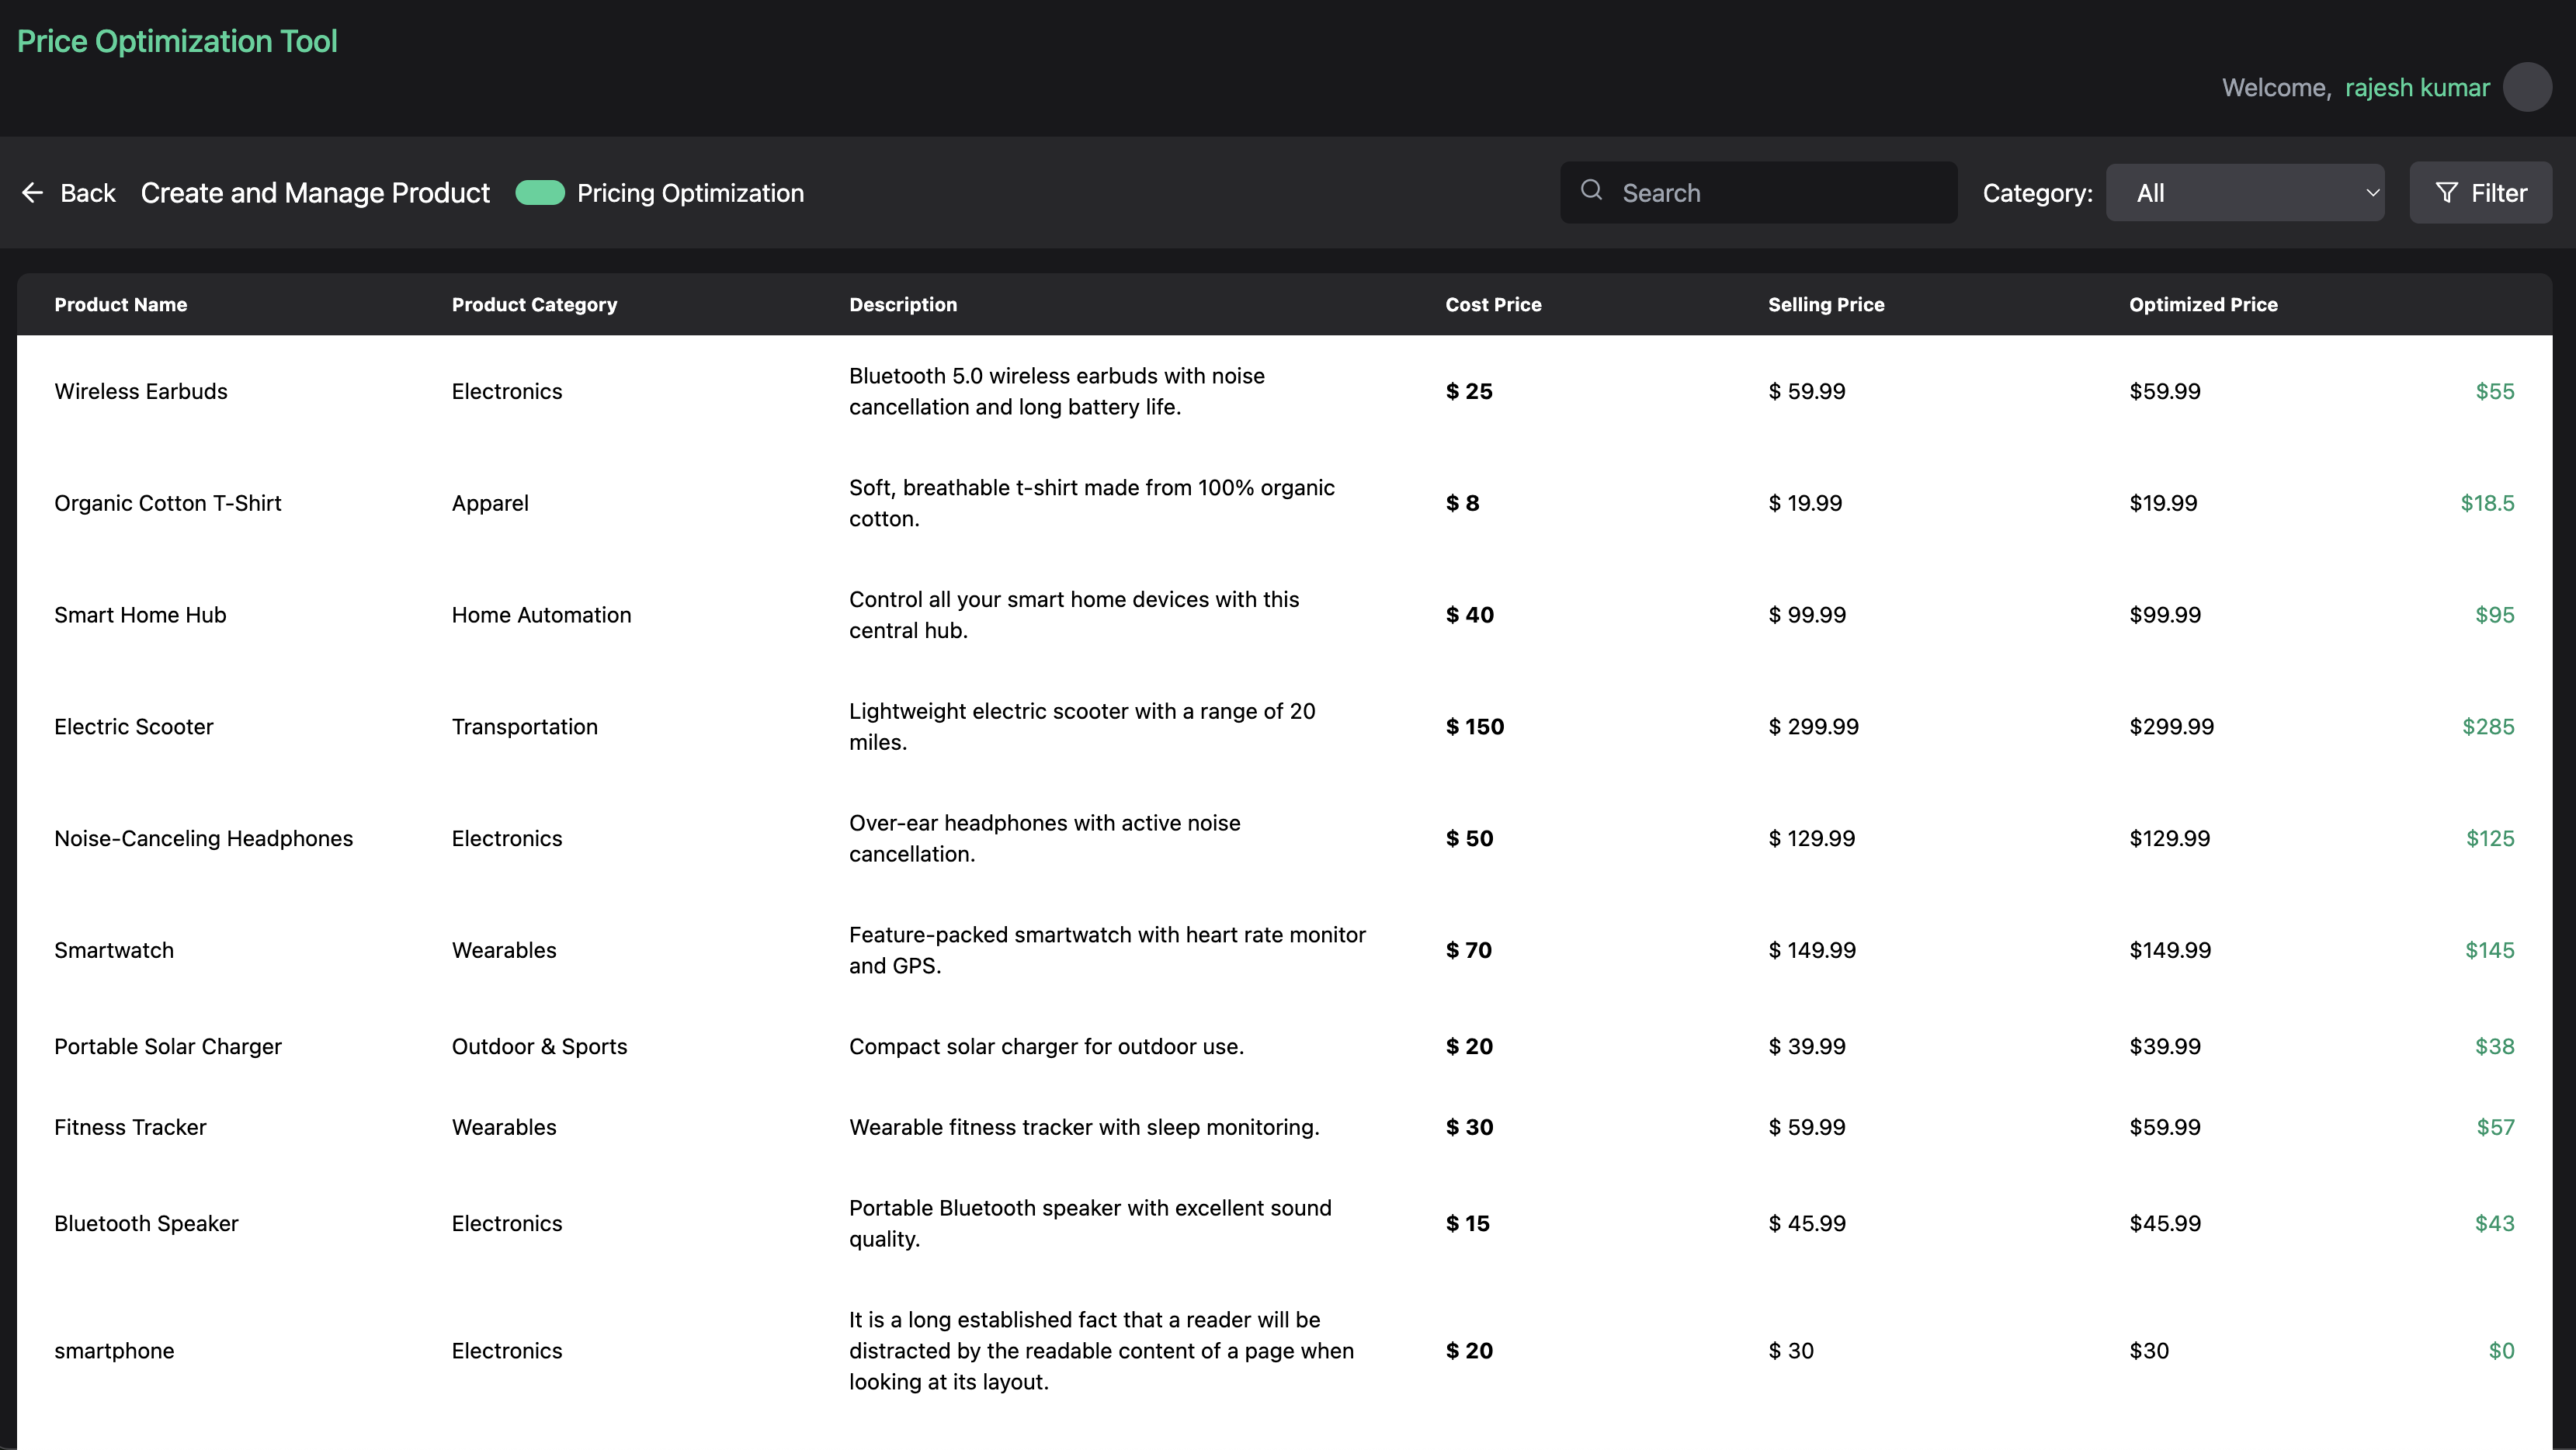 Price Optimization Tool
Welcome, rajesh kumar
Back Create and Manage Product Pricing Optimization Search Category: All Filter
Product Name Product Category Description Cost Price Selling Price Optimized Price
Wireless Earbuds Electronics Bluetooth 5.0 wireless earbuds with noise
cancellation and long battery life. $ 25 $ 59.99 $59.99 $55
Organic Cotton T-Shirt Apparel Soft, breathable t-shirt made from 100% organic
cotton. $ 8 $ 19.99 $19.99 $18.5
Smart Home Hub Home Automation Control all your smart home devices with this
central hub. $ 40 $ 99.99 $99.99 $95
Electric Scooter Transportation Lightweight electric scooter with a range of 20
miles. $ 150 $ 299.99 $299.99 $285
Noise-Canceling Headphones Electronics Over-ear headphones with active noise
cancellation. $ 50 $ 129.99 $129.99 $125
Smartwatch Wearables Feature-packed smartwatch with heart rate monitor
and GPS. $ 70 $ 149.99 $149.99 $145
Portable Solar Charger Outdoor & Sports Compact solar charger for outdoor use. $ 20 $ 39.99 $39.99 $38
Fitness Tracker Wearables Wearable fitness tracker with sleep monitoring. $ 30 $ 59.99 $59.99 $57
Bluetooth Speaker Electronics Portable Bluetooth speaker with excellent sound
quality. $ 15 $ 45.99 $45.99 $43
smartphone Electronics It is a long established fact that a reader will be
distracted by the readable content of a page when
looking at its layout. $ 20 $ 30 $30 $0